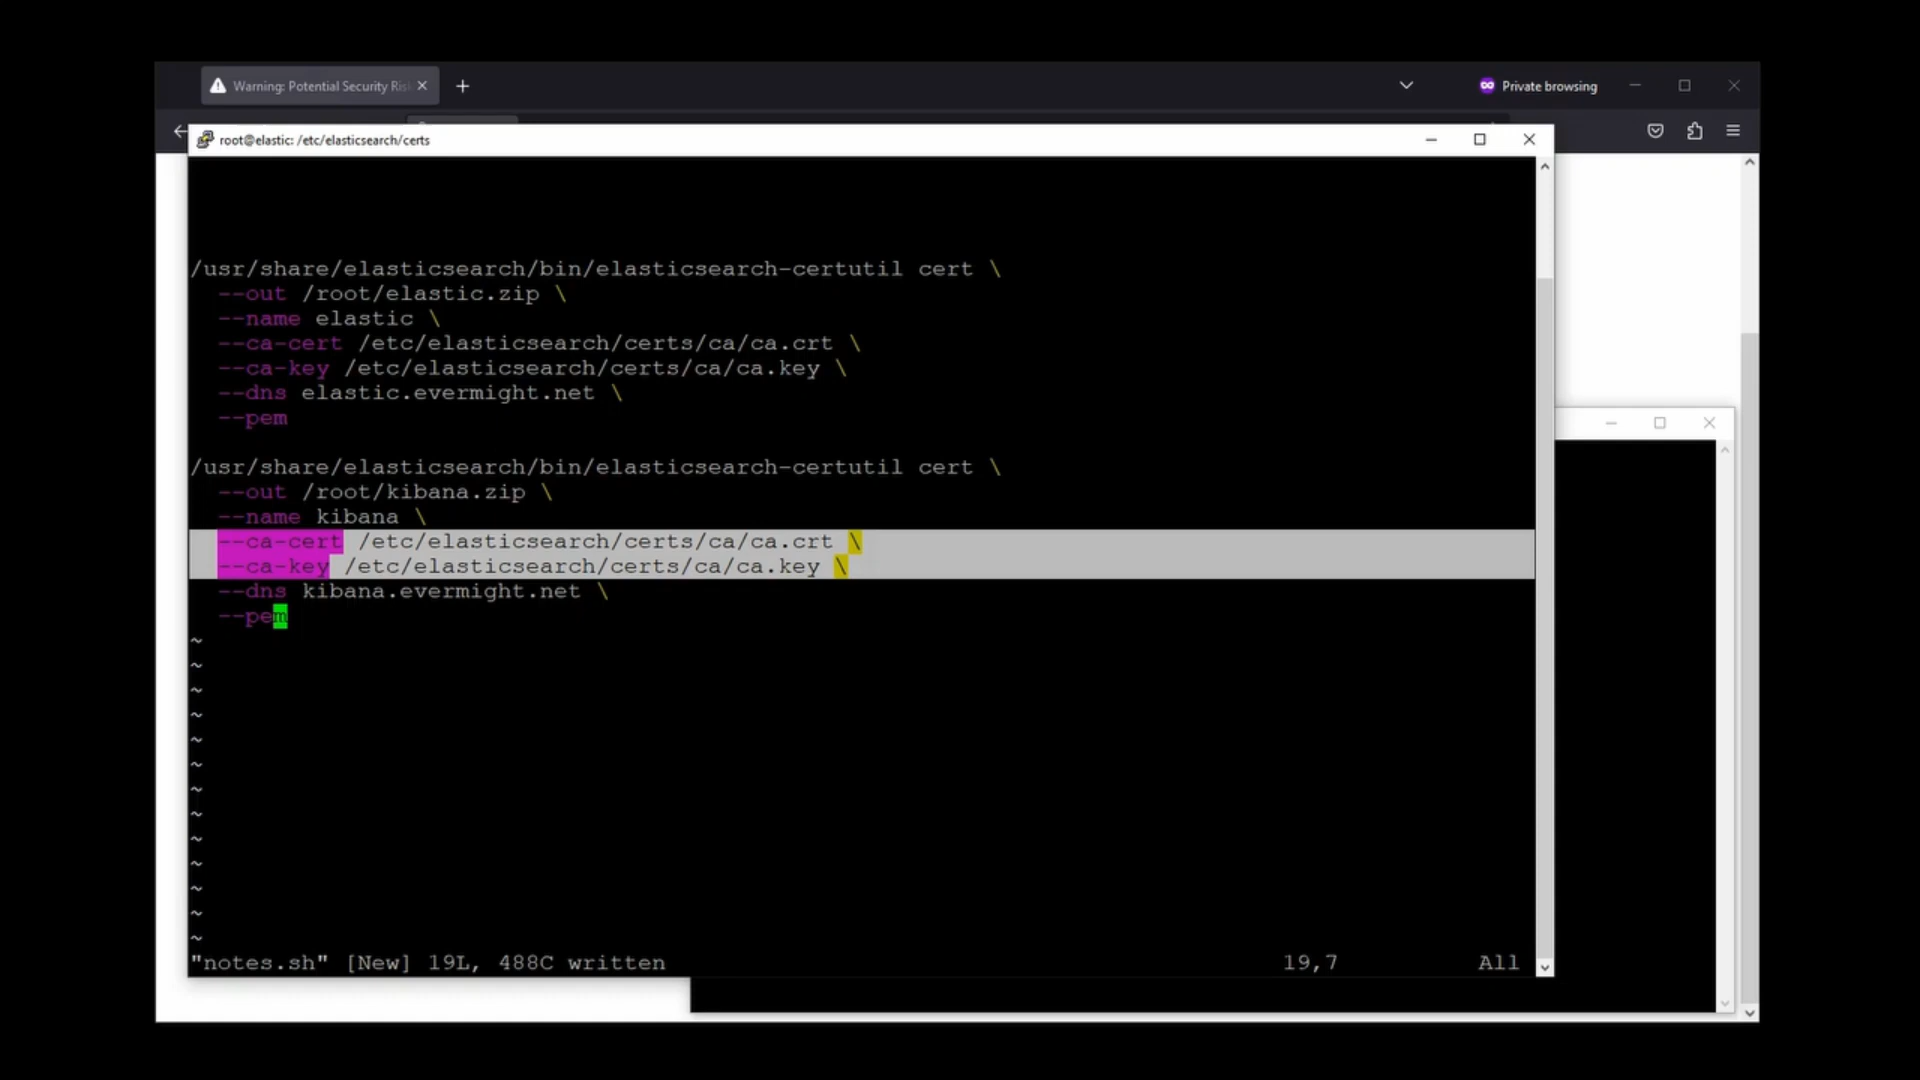 Warning: Potential Security Ris
Private browsing
root@elastic: /etc/elasticsearch/certs
/usr/share/elasticsearch/bin/elasticsearch-certutil cert \
--out /root/elastic.zip \
--name elastic \
--ca-cert /etc/elasticsearch/certs/ca/ca.crt \
--ca-key /etc/elasticsearch/certs/ca/ca.key \
--dns elastic.evermight.net \
--pem
/usr/share/elasticsearch/bin/elasticsearch-certutil cert \
--out /root/kibana.zip \
--name kibana \
--ca-cert /etc/elasticsearch/certs/ca/ca.crt \
--ca-key /etc/elasticsearch/certs/ca/ca.key \
--dns kibana.evermight.net \
--pem
~
~
~
~
~
~
~
~
~
~
~
~
~
"notes.sh" [New] 19L, 488C written 19,7 All